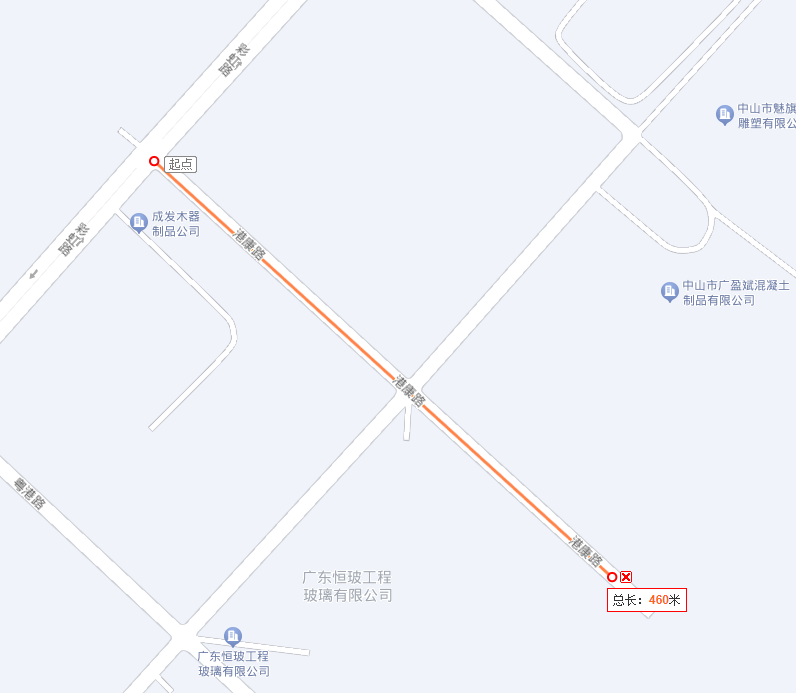 彩虹路
中山市魅旗
雕塑有限公
起点
成发木器
制品公司
彩虹路
港康路
中山市广盈斌混凝土
制品有限公司
港康路
粤港路
港康路
广东恒玻工程
玻璃有限公司
总长：460米
广东恒玻工程
玻璃有限公司